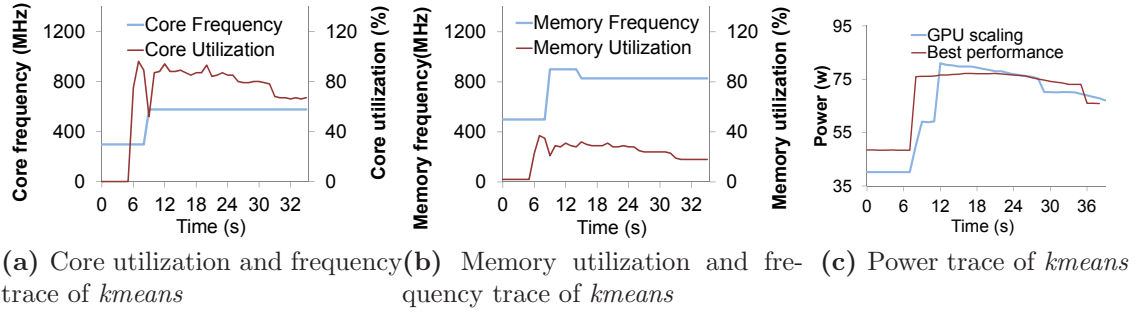 Core frequency (MHz)
1200
800
400
0
Core Frequency
Core Utilization
120
80
40
0
Core utilization (%)
0 6 12 18 24 30 32
Time (s)
Memory frequency(MHz)
1200
800
400
0
Memory Frequency
Memory Utilization
120
80
40
0
Memory utilization (%)
0 6 12 18 24 30 32
Time (s)
Power (w)
95
75
55
35
GPU scaling
Best performance
0 6 12 18 24 30 36
Time (s)
(a) Core utilization and frequency
trace of kmeans
(b) Memory utilization and fre-
quency trace of kmeans
(c) Power trace of kmeans